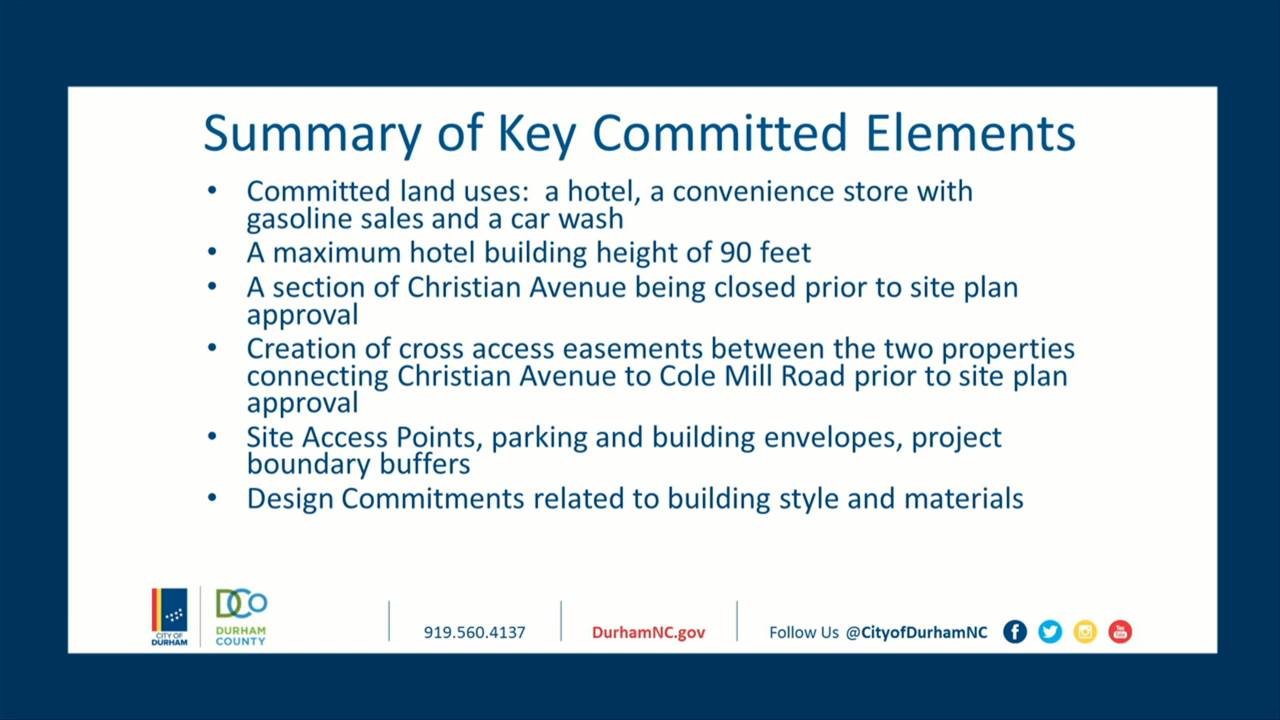 Summary of Key Committed Elements
• Committed land uses:  a hotel, a convenience store with
gasoline sales and a car wash
• A maximum hotel building height of 90 feet
• A section of Christian Avenue being closed prior to site plan
approval
• Creation of cross access easements between the two properties
connecting Christian Avenue to Cole Mill Road prior to site plan
approval
• Site Access Points, parking and building envelopes, project
boundary buffers
• Design Commitments related to building style and materials
CITY OF
DURHAM
DCo
DURHAM
COUNTY
919.560.4137
DurhamNC.gov
Follow Us @CityofDurhamNC
f
You
Tube